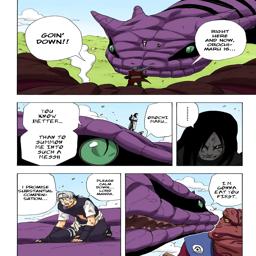 RIGHT
HERE
AND NOW,
OROCHI-
MARU IS...
GOIN'
DOWN!!
OROCHI-
MARU...
YOU
KNOW
BETTER...
THAN TO
SUMMON
ME INTO
SUCH A
MESS!!
I'M
GONNA
EAT YOU
FIRST.
PLEASE
CALM
DOWN,
LORD
MANDA.
I PROMISE
SUBSTANTIAL
COMPEN-
SATION...